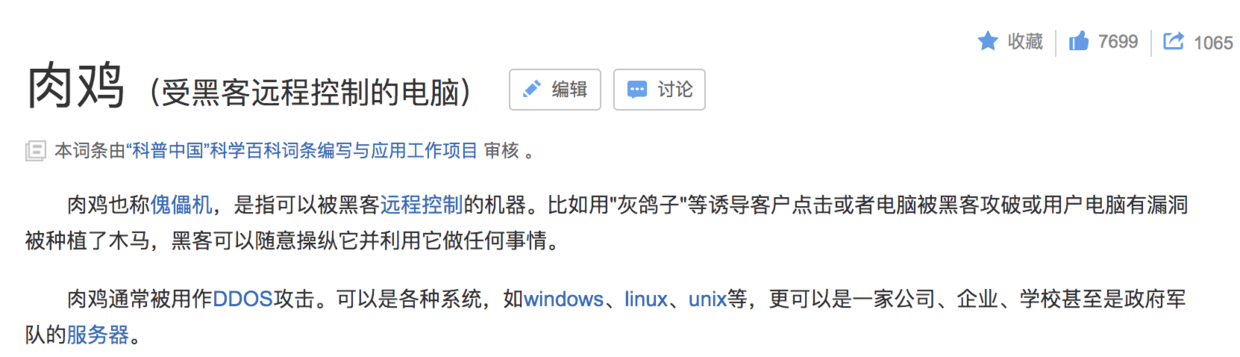 收藏 7699 1065
肉鸡（受黑客远程控制的电脑） 编辑 讨论
本词条由“科普中国”科学百科词条编写与应用工作项目 审核 。
肉鸡也称傀儡机，是指可以被黑客远程控制的机器。比如用"灰鸽子"等诱导客户点击或者电脑被黑客攻破或用户电脑有漏洞
被种植了木马，黑客可以随意操纵它并利用它做任何事情。
肉鸡通常被用作DDOS攻击。可以是各种系统，如windows、linux、unix等，更可以是一家公司、企业、学校甚至是政府军
队的服务器。